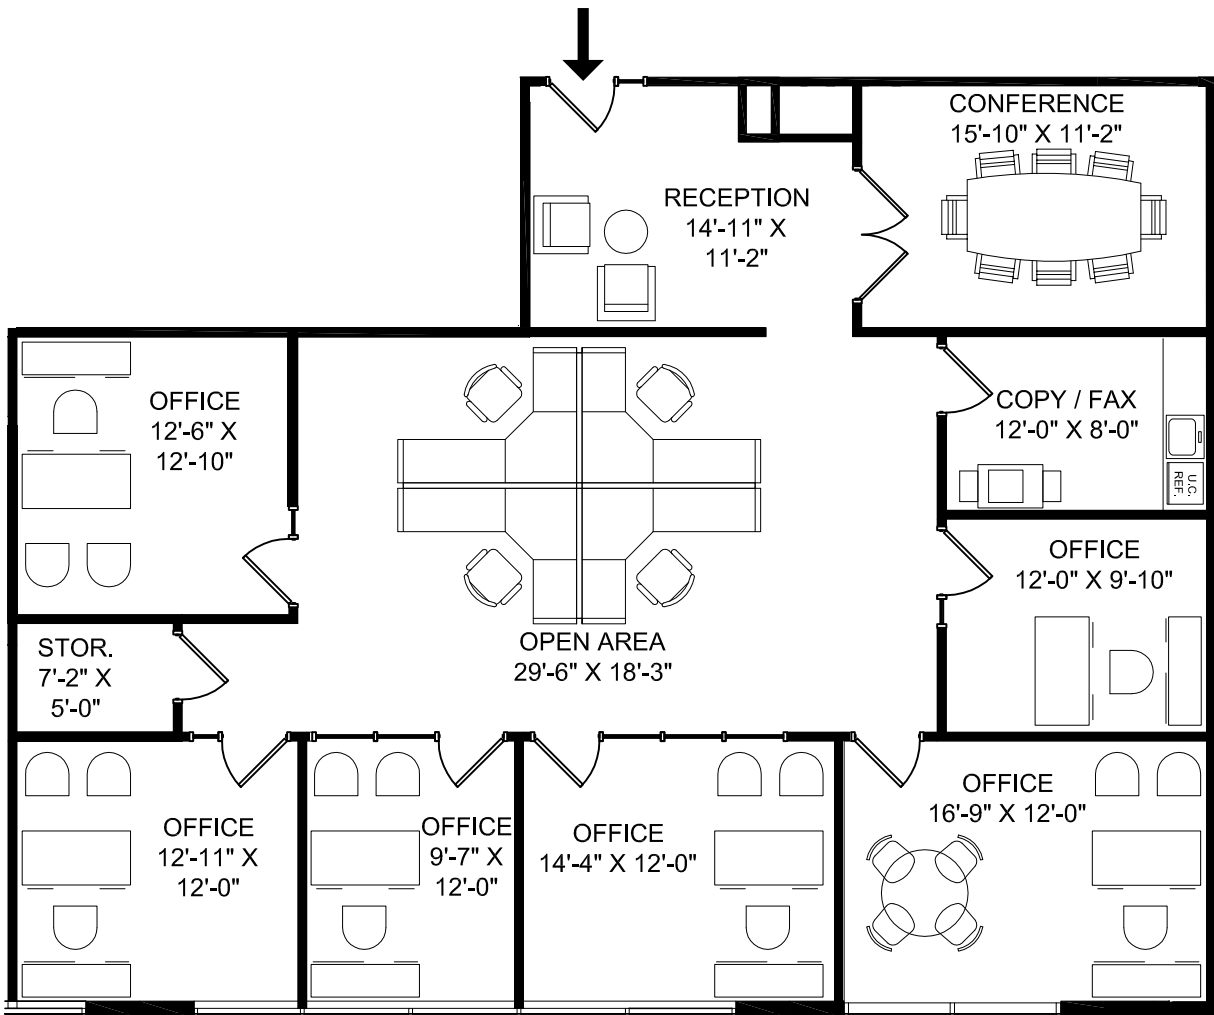 CONFERENCE
15'-10" X 11'-2"
RECEPTION
14'-11" X
11'-2"
OFFICE
12'-6" X
12'-10"
COPY / FAX
12'-0" X 8'-0"
U.C.
REF.
OFFICE
12'-0" X 9'-10"
STOR.
7'-2" X
5'-0"
OPEN AREA
29'-6" X 18'-3"
OFFICE
12'-11" X
12'-0"
OFFICE
9'-7" X
12'-0"
OFFICE
14'-4" X 12'-0"
OFFICE
16'-9" X 12'-0"